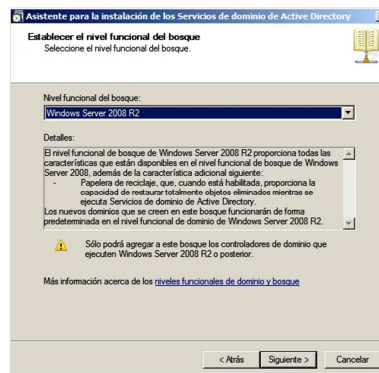 Asistente para la instalación de los Servicios de dominio de Active Directory
Establecer el nivel funcional del bosque
Seleccione el nivel funcional del bosque.
Nivel funcional del bosque:
Windows Server 2008 R2
Detalles:
El nivel funcional de bosque de Windows Server 2008 R2 proporciona todas las
características que están disponibles en el nivel funcional de bosque de Windows
Server 2008, además de la característica adicional siguiente:
- Papelera de reciclaje, que, cuando está habilitada, proporciona la
capacidad de restaurar totalmente objetos eliminados mientras se
ejecuta Servicios de dominio de Active Directory.
Los nuevos dominios que se creen en este bosque funcionarán de forma
predeterminada en el nivel funcional de dominio de Windows Server 2008 R2.
Sólo podrá agregar a este bosque los controladores de dominio que
ejecuten Windows Server 2008 R2 o posterior.
Más información acerca de los niveles funcionales de dominio y bosque
< Atrás
Siguiente >
Cancelar